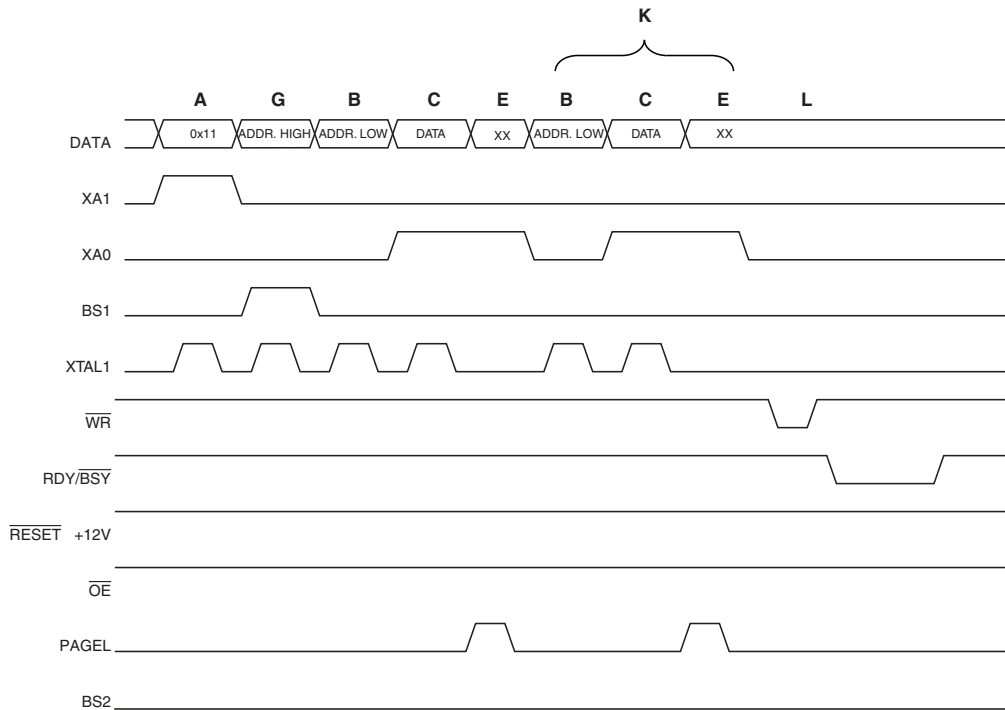 K
A G B C E B C E L
DATA 0x11 ADDR. HIGH ADDR. LOW DATA XX ADDR. LOW DATA XX
XA1
XA0
BS1
XTAL1
WR
RDY/BSY
RESET +12V
OE
PAGEL
BS2